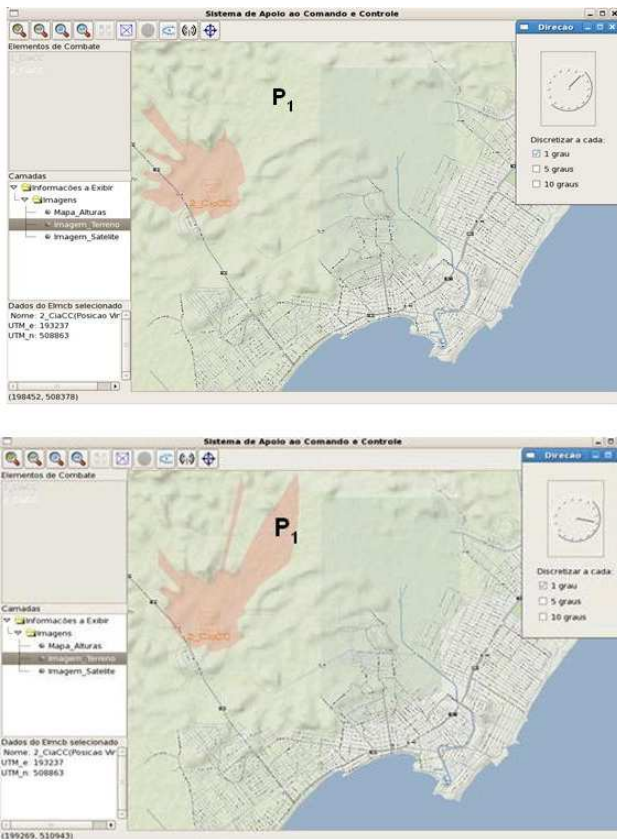 Sistema de Apoio ao Comando e Controle
Direcao
Elementos de Combate
2_CiaCC
P1
2_CiaCC
Discretizar a cada:
1 grau
5 graus
10 graus
Camadas
Informacões a Exibir
Imagens
Mapa_Alturas
Imagem_Terreno
Imagem_Satelite
Dados do Elmcb selecionado
Nome: 2_CiaCC(Posicao Vir
UTM_e: 193237
UTM_n: 508863
(198452, 508378)
Sistema de Apoio ao Comando e Controle
Direcao
Elementos de Combate
P1
2_CiaCC
Discretizar a cada:
1 grau
5 graus
10 graus
Camadas
Informacões a Exibir
Imagens
Mapa_Alturas
Imagem_Terreno
Imagem_Satelite
Dados do Elmcb selecionado
Nome: 2_CiaCC(Posicao Vir
UTM_e: 193237
UTM_n: 508863
(199269, 510943)